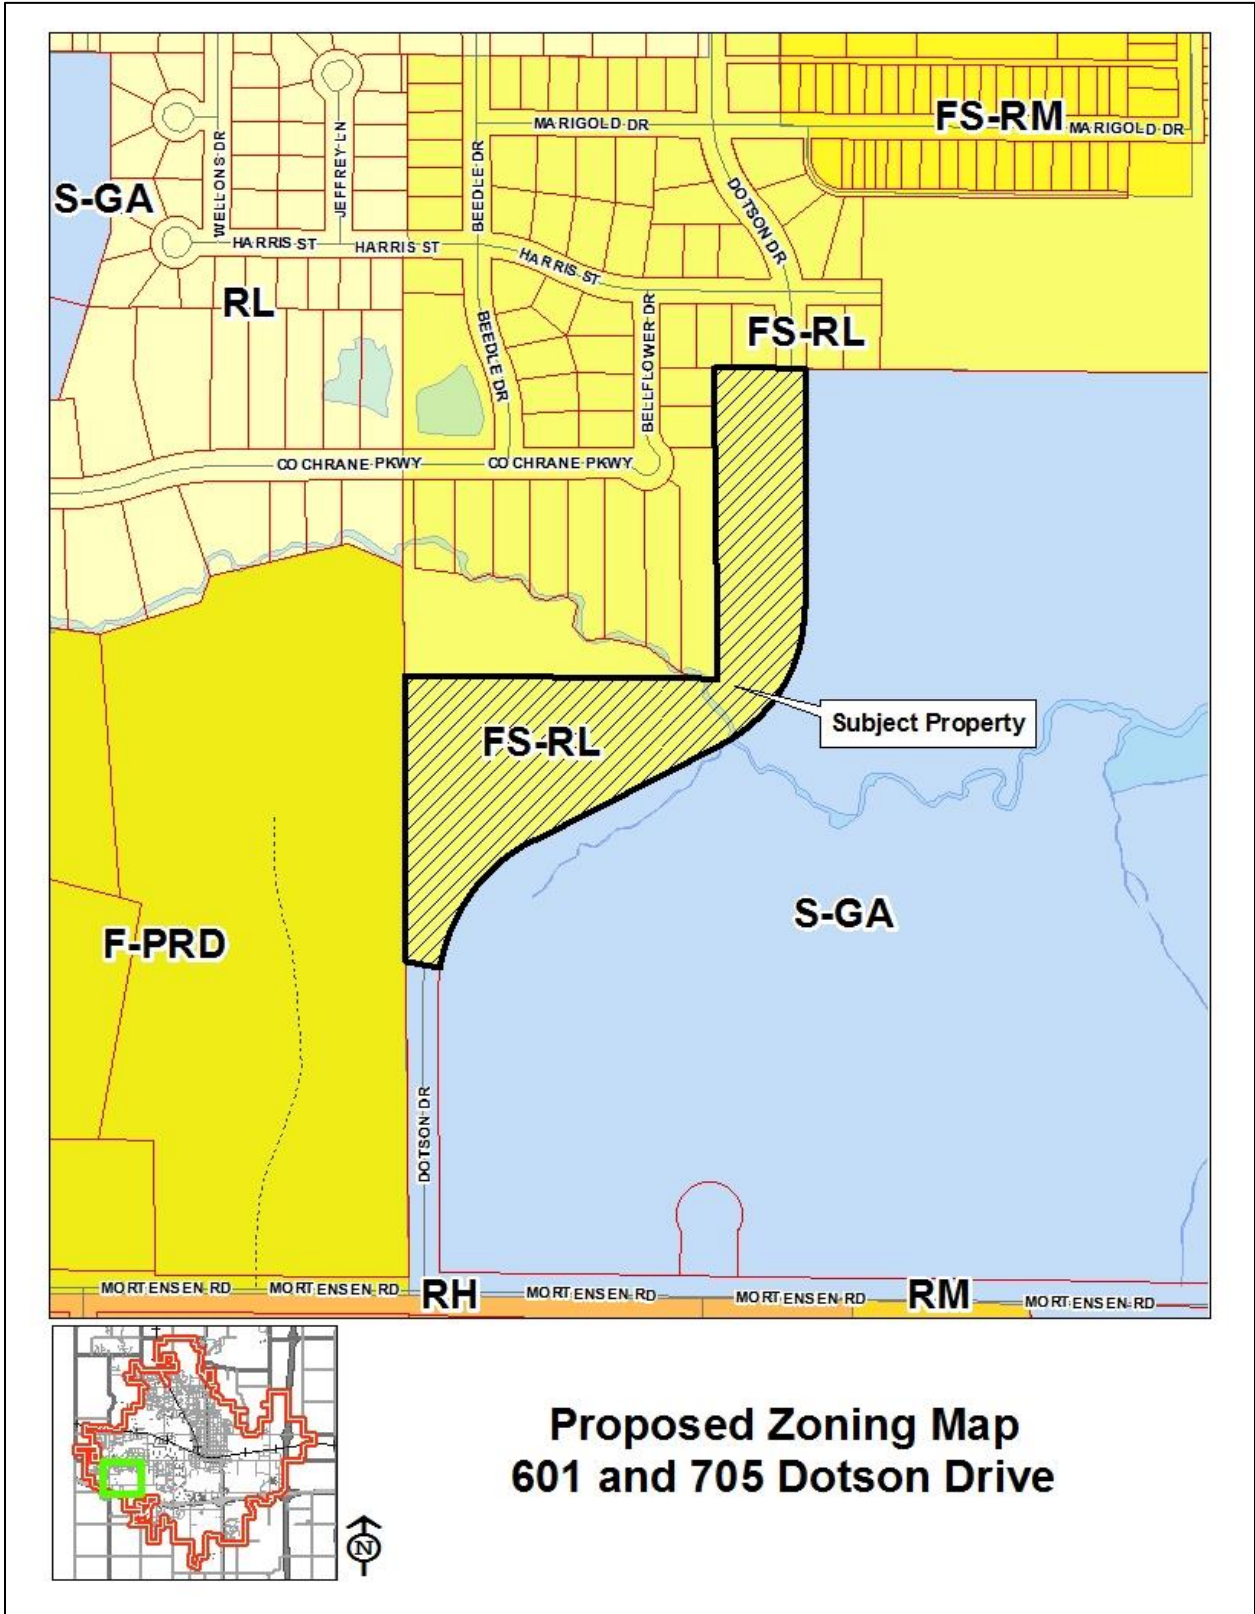 FS-RM
MARIGOLD DR
MARIGOLD DR
S-GA
WELLONS DR
JEFFREY LN
BEEDLE DR
DOTSON DR
HARRIS ST
HARRIS ST
HARRIS ST
RL
BEEDLE DR
BELLFLOWER DR
FS-RL
COCHRANE PKWY
COCHRANE PKWY
Subject Property
FS-RL
S-GA
F-PRD
DOTSON DR
MORTENSEN RD
MORTENSEN RD
RH
MORTENSEN RD
MORTENSEN RD
RM
MORTENSEN RD
Proposed Zoning Map
601 and 705 Dotson Drive
N